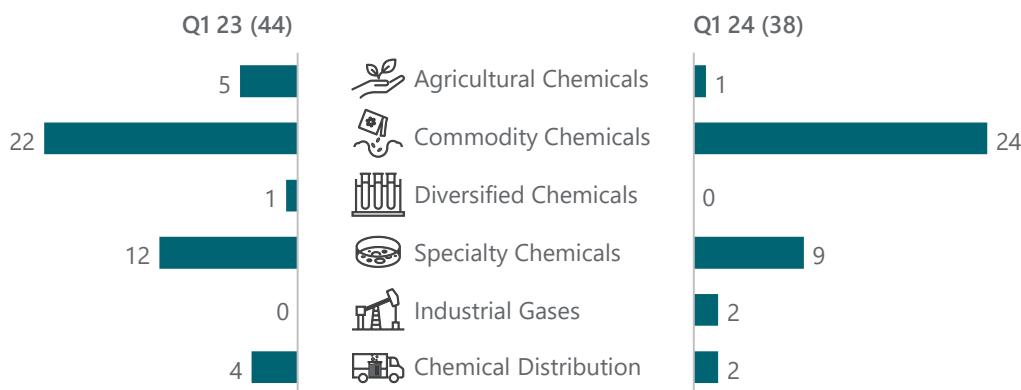 Q1 23 (44)
Q1 24 (38)
5
Agricultural Chemicals
1
22
Commodity Chemicals
24
1
Diversified Chemicals
0
12
Specialty Chemicals
9
0
Industrial Gases
2
4
Chemical Distribution
2